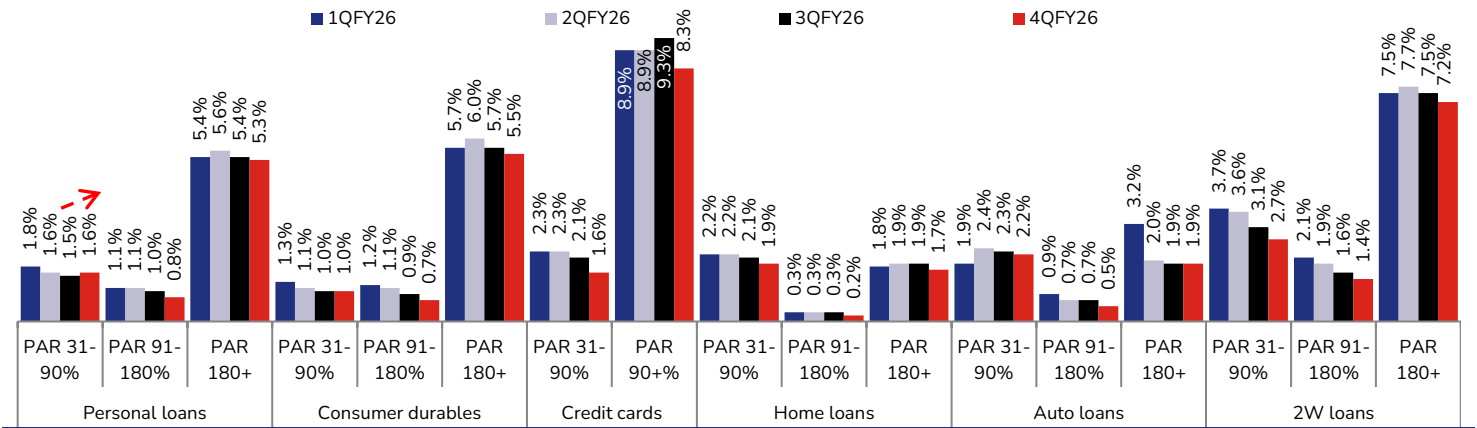 1QFY26 2QFY26 3QFY26 4QFY26
1.8% 1.6% 1.5% 1.6%
1.1% 1.1% 1.0% 0.8%
5.4% 5.6% 5.4% 5.3%
1.3% 1.1% 1.0% 1.0%
1.2% 1.1% 0.9% 0.7%
5.7% 6.0% 5.7% 5.5%
2.3% 2.3% 2.1% 1.6%
8.9% 8.9% 9.3% 8.3%
2.2% 2.2% 2.1% 1.9%
0.3% 0.3% 0.3% 0.2%
1.8% 1.9% 1.9% 1.7%
1.9% 2.4% 2.3% 2.2%
0.9% 0.7% 0.7% 0.5%
3.2% 2.0% 1.9% 1.9%
3.7% 3.6% 3.1% 2.7%
2.1% 1.9% 1.6% 1.4%
7.5% 7.7% 7.5% 7.2%
PAR 31- PAR 91- PAR PAR 31- PAR 91- PAR PAR 31- PAR PAR 31- PAR 91- PAR PAR 31- PAR 91- PAR PAR 31- PAR 91- PAR
90% 180% 180+ 90% 180% 180+ 90% 90+% 90% 180% 180+ 90% 180% 180+ 90% 180% 180+
Personal loans Consumer durables Credit cards Home loans Auto loans 2W loans